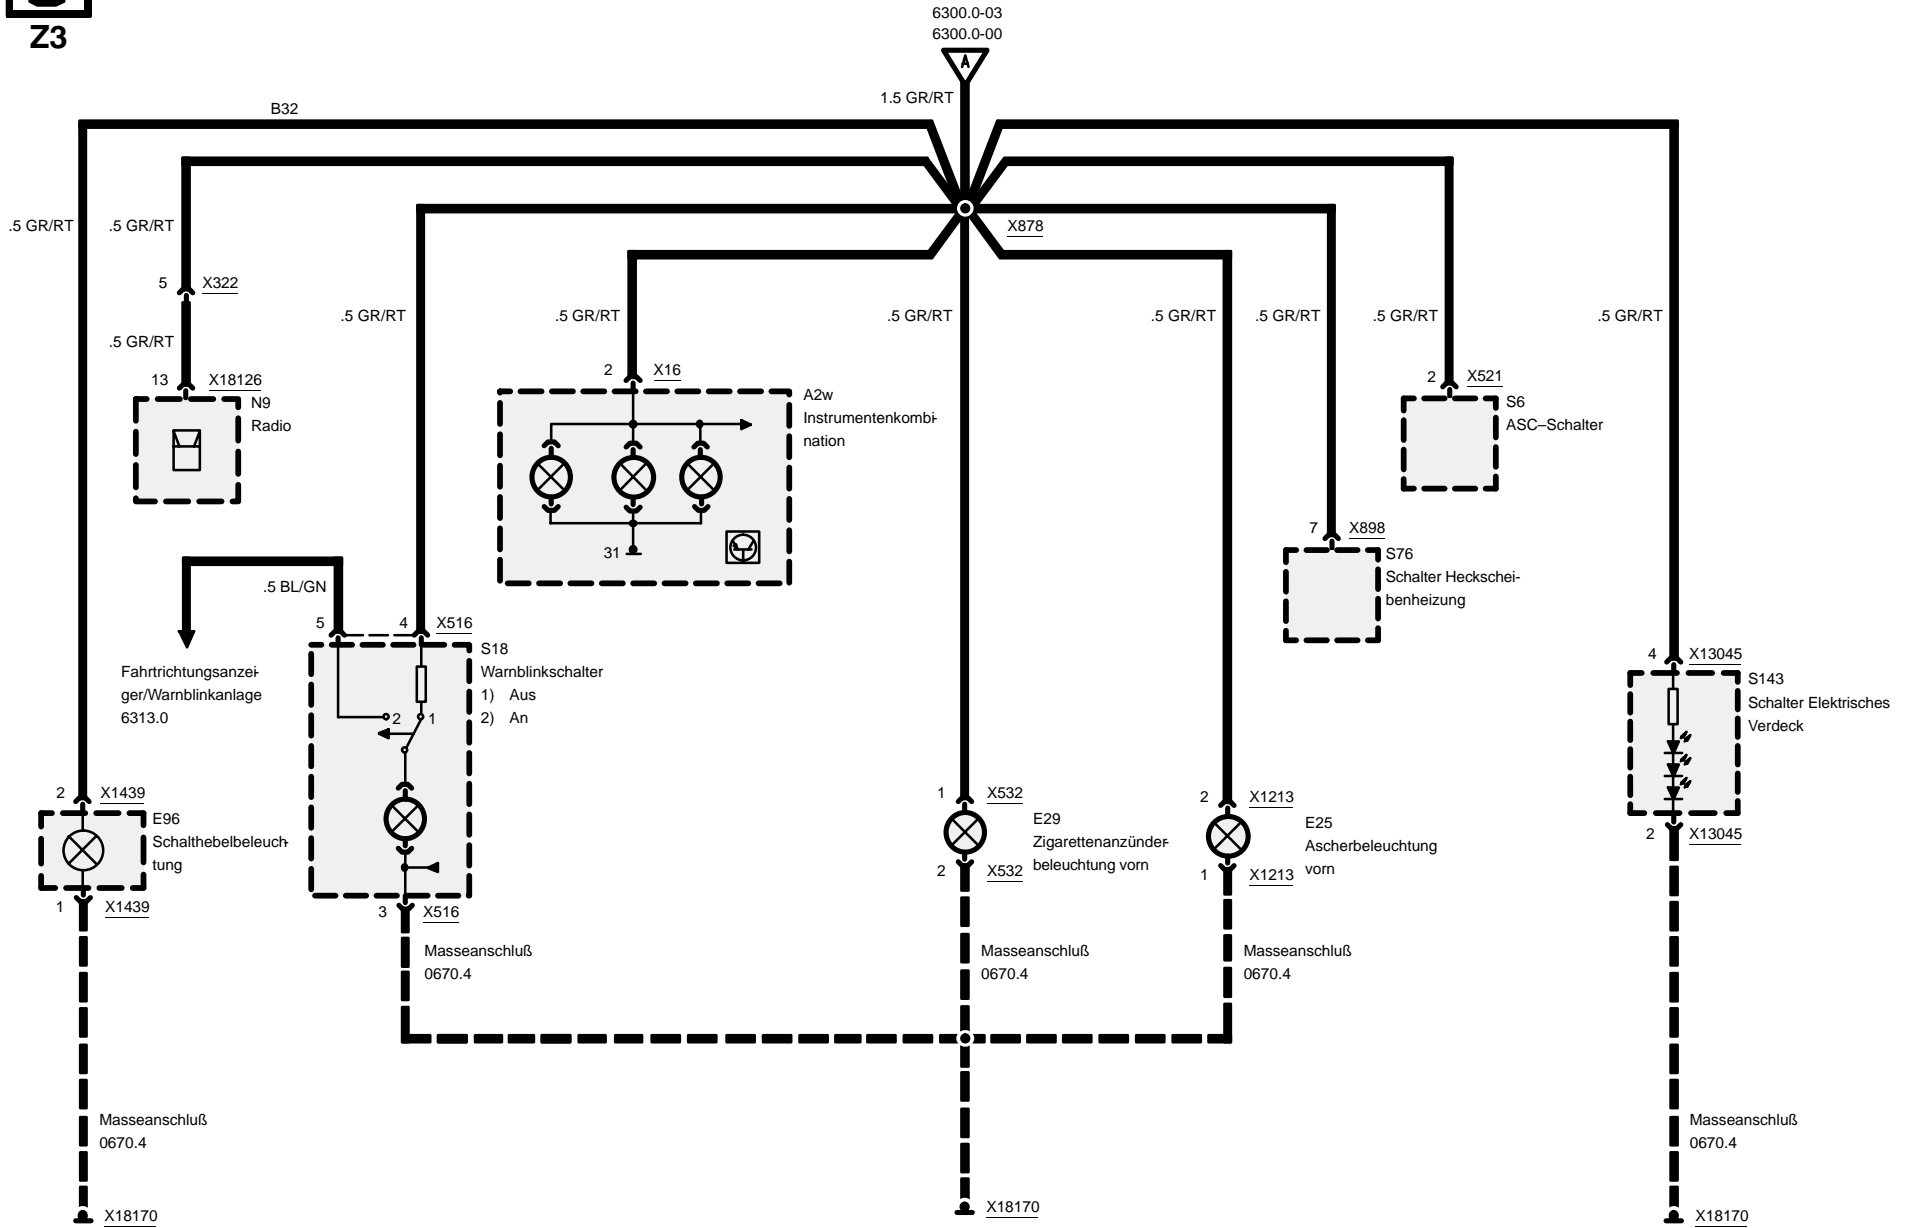 Z3
6300.0-03
6300.0-00
A
1.5 GR/RT
B32
.5 GR/RT
.5 GR/RT
X878
5
X322
.5 GR/RT
.5 GR/RT
.5 GR/RT
.5 GR/RT
.5 GR/RT
.5 GR/RT
.5 GR/RT
.5 GR/RT
13
X18126
N9
Radio
2
X16
A2w
Instrumentenkombi-
nation
31
2
X521
S6
ASC–Schalter
7
X898
S76
Schalter Heckschei-
benheizung
.5 BL/GN
5
4
X516
Fahrtrichtungsanzei-
ger/Warnblinkanlage
6313.0
S18
Warnblinkschalter
1) Aus
2) An
2
1
4
X13045
S143
Schalter Elektrisches
Verdeck
2
X13045
2
X1439
E96
Schalthebelbeleuch-
tung
1
X1439
3
X516
1
X532
E29
Zigarettenanzünder-
beleuchtung vorn
2
X532
2
X1213
E25
Ascherbeleuchtung
vorn
1
X1213
Masseanschluß
0670.4
Masseanschluß
0670.4
Masseanschluß
0670.4
Masseanschluß
0670.4
Masseanschluß
0670.4
X18170
X18170
X18170